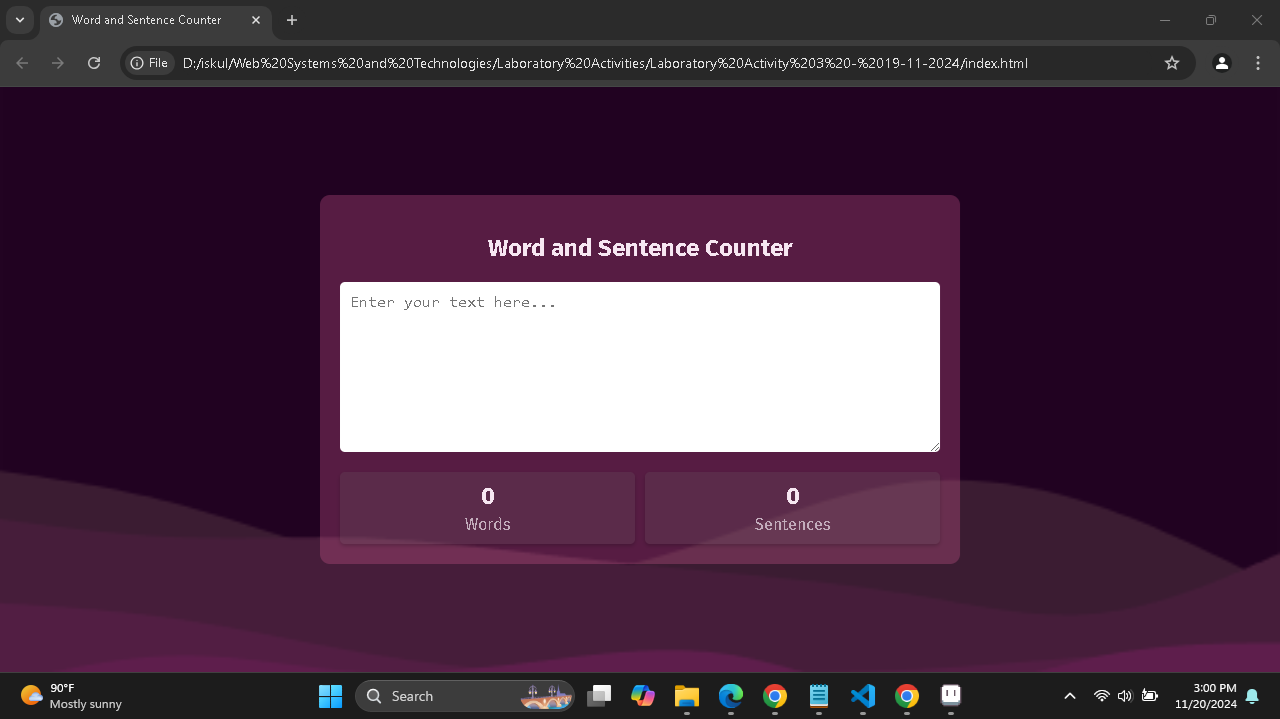 Word and Sentence Counter
File
D:/iskul/Web%20Systems%20and%20Technologies/Laboratory%20Activities/Laboratory%20Activity%203%20-%2019-11-2024/index.html
Word and Sentence Counter
Enter your text here...
0
Words
0
Sentences
90°F
Mostly sunny
Search
3:00 PM
11/20/2024